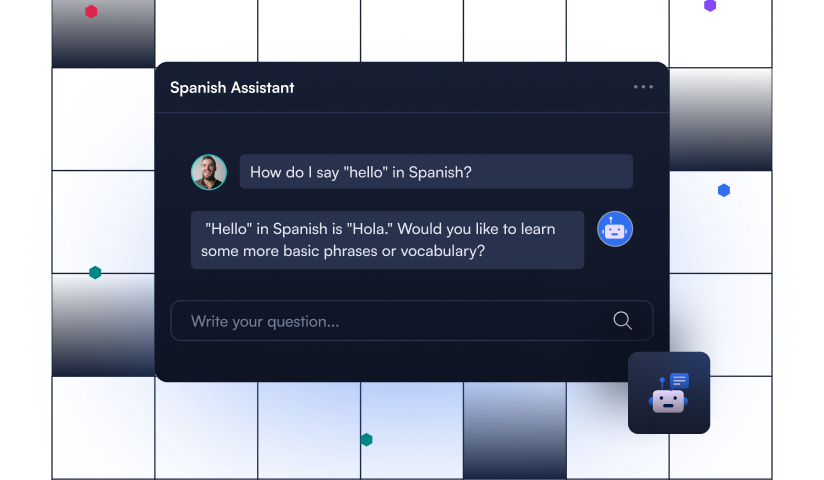 Spanish Assistant
How do I say "hello" in Spanish?
"Hello" in Spanish is "Hola." Would you like to learn
some more basic phrases or vocabulary?
Write your question...